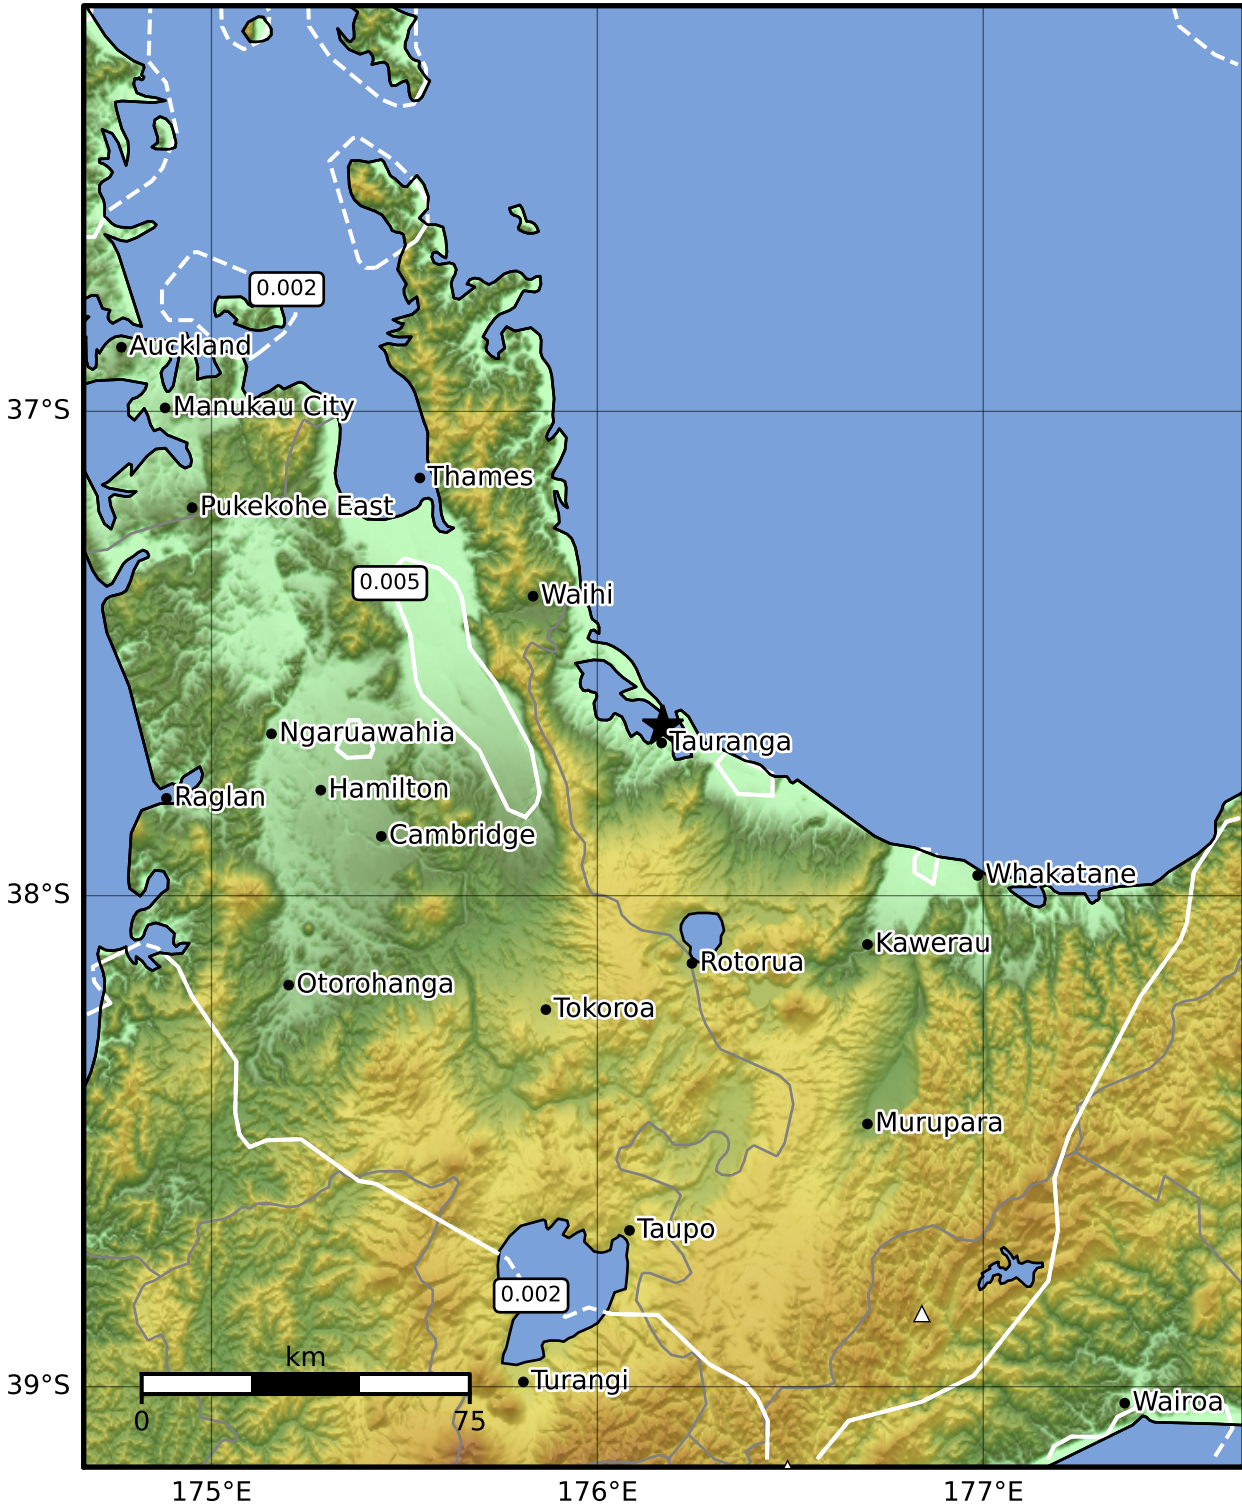 0.002
Auckland
Manukau City
37°S
Thames
Pukekohe East
0.005
Waihi
Ngaruawahia
Tauranga
Raglan
Hamilton
Cambridge
38°S
Whakatane
Kawerau
Rotorua
Otorohanga
Tokoroa
Murupara
Taupo
0.002
km
39°S
Turangi
Wairoa
0
75
175°E
176°E
177°E